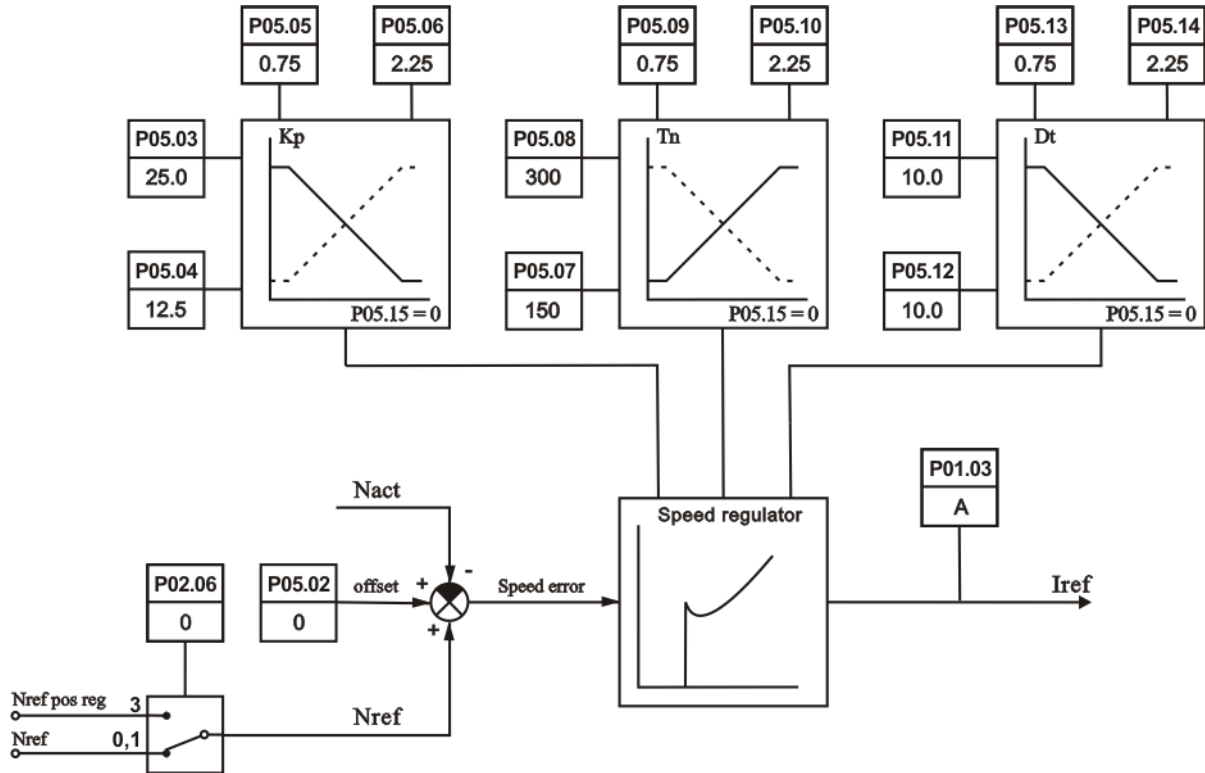 P05.05
0.75
P05.06
2.25
P05.09
0.75
P05.10
2.25
P05.13
0.75
P05.14
2.25
P05.03
25.0
P05.04
12.5
Kp
P05.15 = 0
P05.08
300
P05.07
150
Tn
P05.15 = 0
P05.11
10.0
P05.12
10.0
Dt
P05.15 = 0
P01.03
A
Nact
Speed regulator
P02.06
0
P05.02
0
offset
+
-
+
Speed error
Iref
Nref pos reg 3
Nref 0,1
Nref